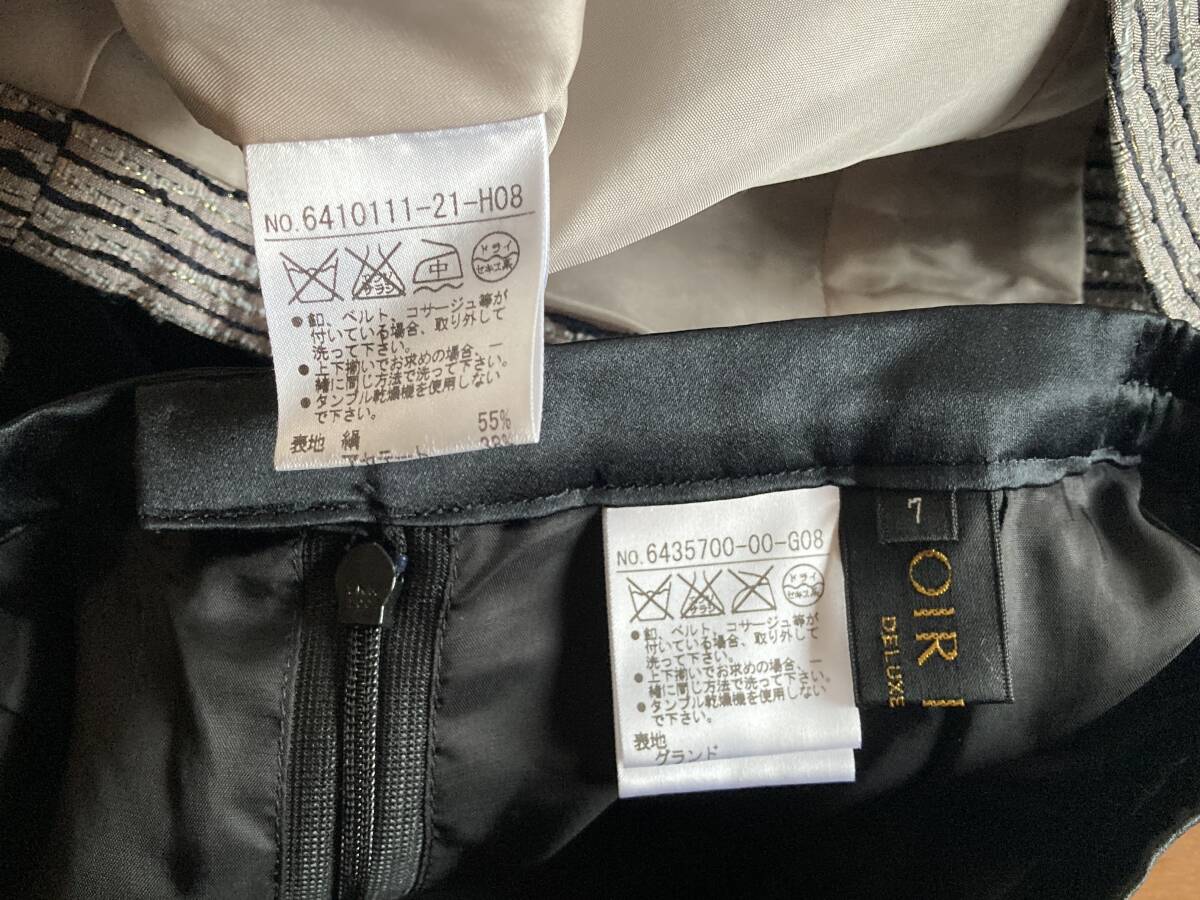 No.6410111-21-H08
中
ドライ
セキユ系
●釦、ベルト、コサージュ等が
付いている場合、取り外して
洗って下さい。
●上下揃いでお求めの場合、一
緒に同じ方法で洗って下さい。
●タンブル乾燥機を使用しない
で下さい。
表地 絹 55%
No.6435700-00-G08
ドライ
セキユ系
●釦、ベルト、コサージュ等が
付いている場合、取り外して
洗って下さい。
●上下揃いでお求めの場合、一
緒に同じ方法で洗って下さい。
●タンブル乾燥機を使用しない
で下さい。
表地
グランド
7
OIR
DELUXE